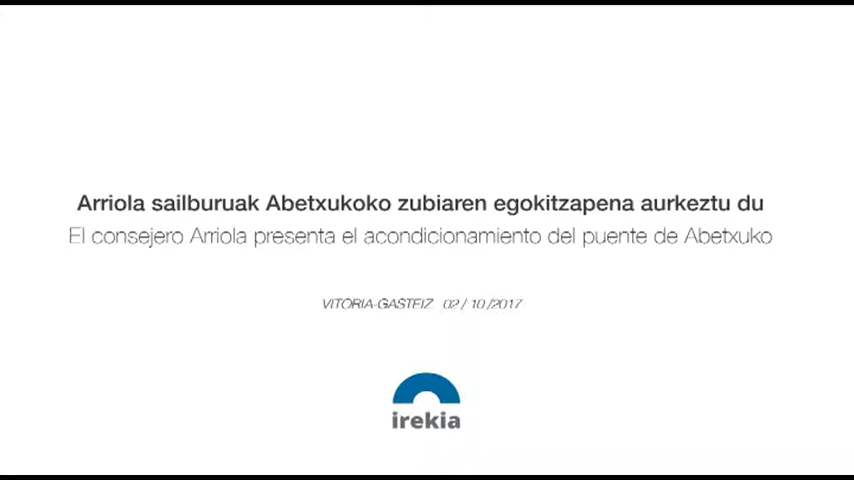 Arriola sailburuak Abetxukoko zubiaren egokitzapena aurkeztu du
El consejero Arriola presenta el acondicionamiento del puente de Abetxuko
VITORIA-GASTEIZ 02 / 10 /2017
irekia